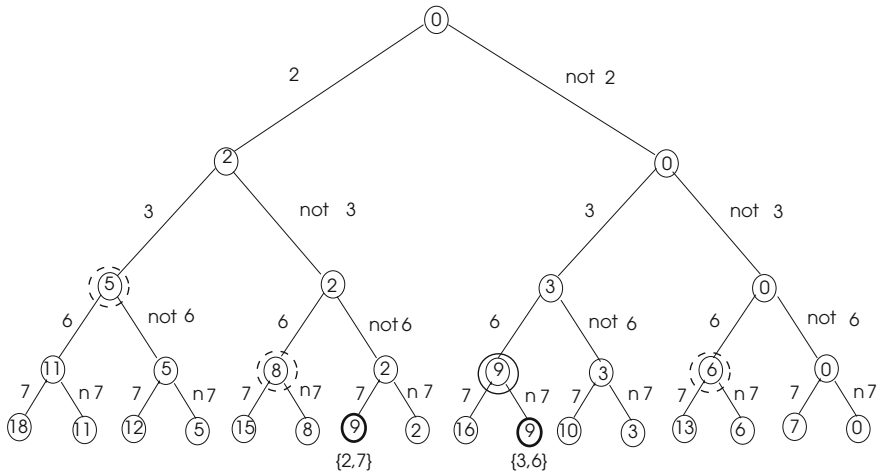 0
2 not 2
2 0
3 not 3 3 not 3
5 2 3 0
6 not 6 6 not 6 6 not 6 6 not 6
11 5 8 2 9 3 6 0
7 n 7 7 n7 7 n7 7 n 7 7 n 7 7 n 7 7 n 7 7 n 7
18 11 12 5 15 8 9 2 16 9 10 3 13 6 7 0
{2,7} {3,6}